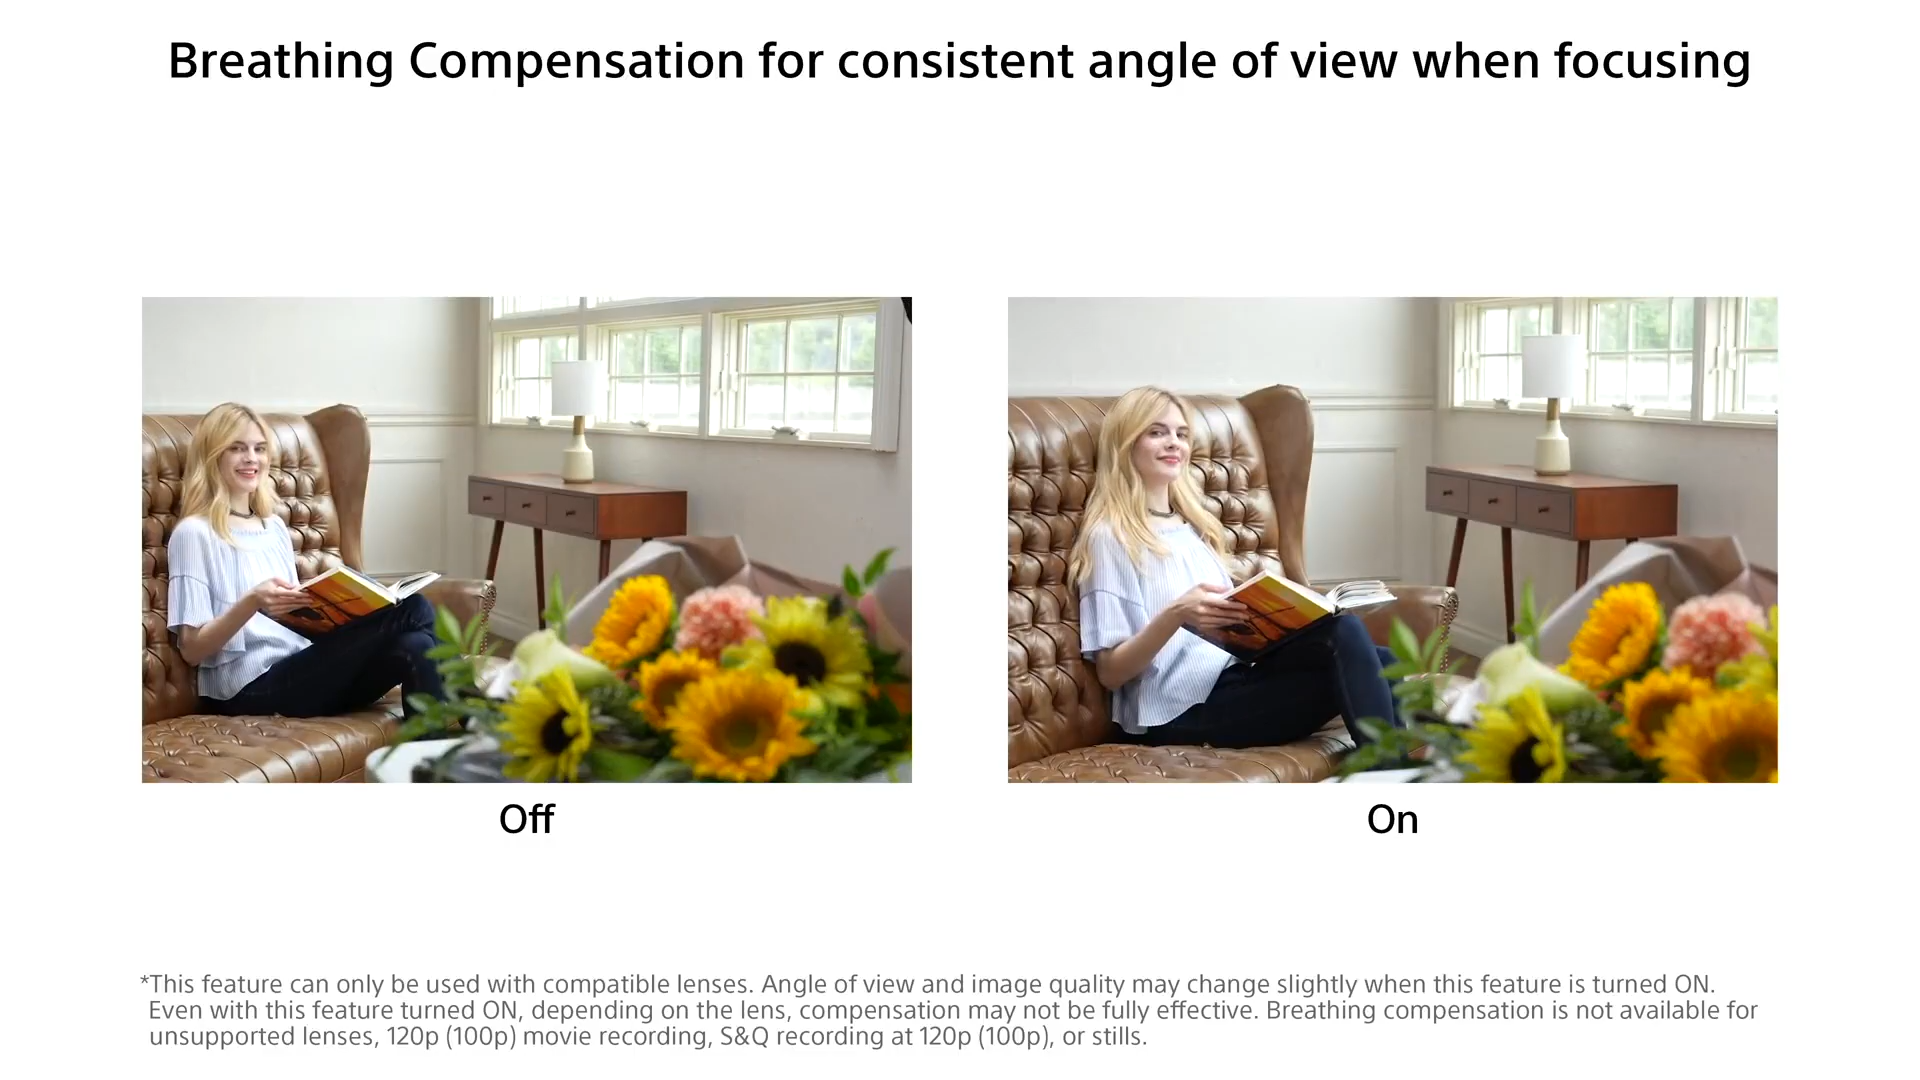 Breathing Compensation for consistent angle of view when focusing
Off
On
*This feature can only be used with compatible lenses. Angle of view and image quality may change slightly when this feature is turned ON.
Even with this feature turned ON, depending on the lens, compensation may not be fully effective. Breathing compensation is not available for
unsupported lenses, 120p (100p) movie recording, S&Q recording at 120p (100p), or stills.